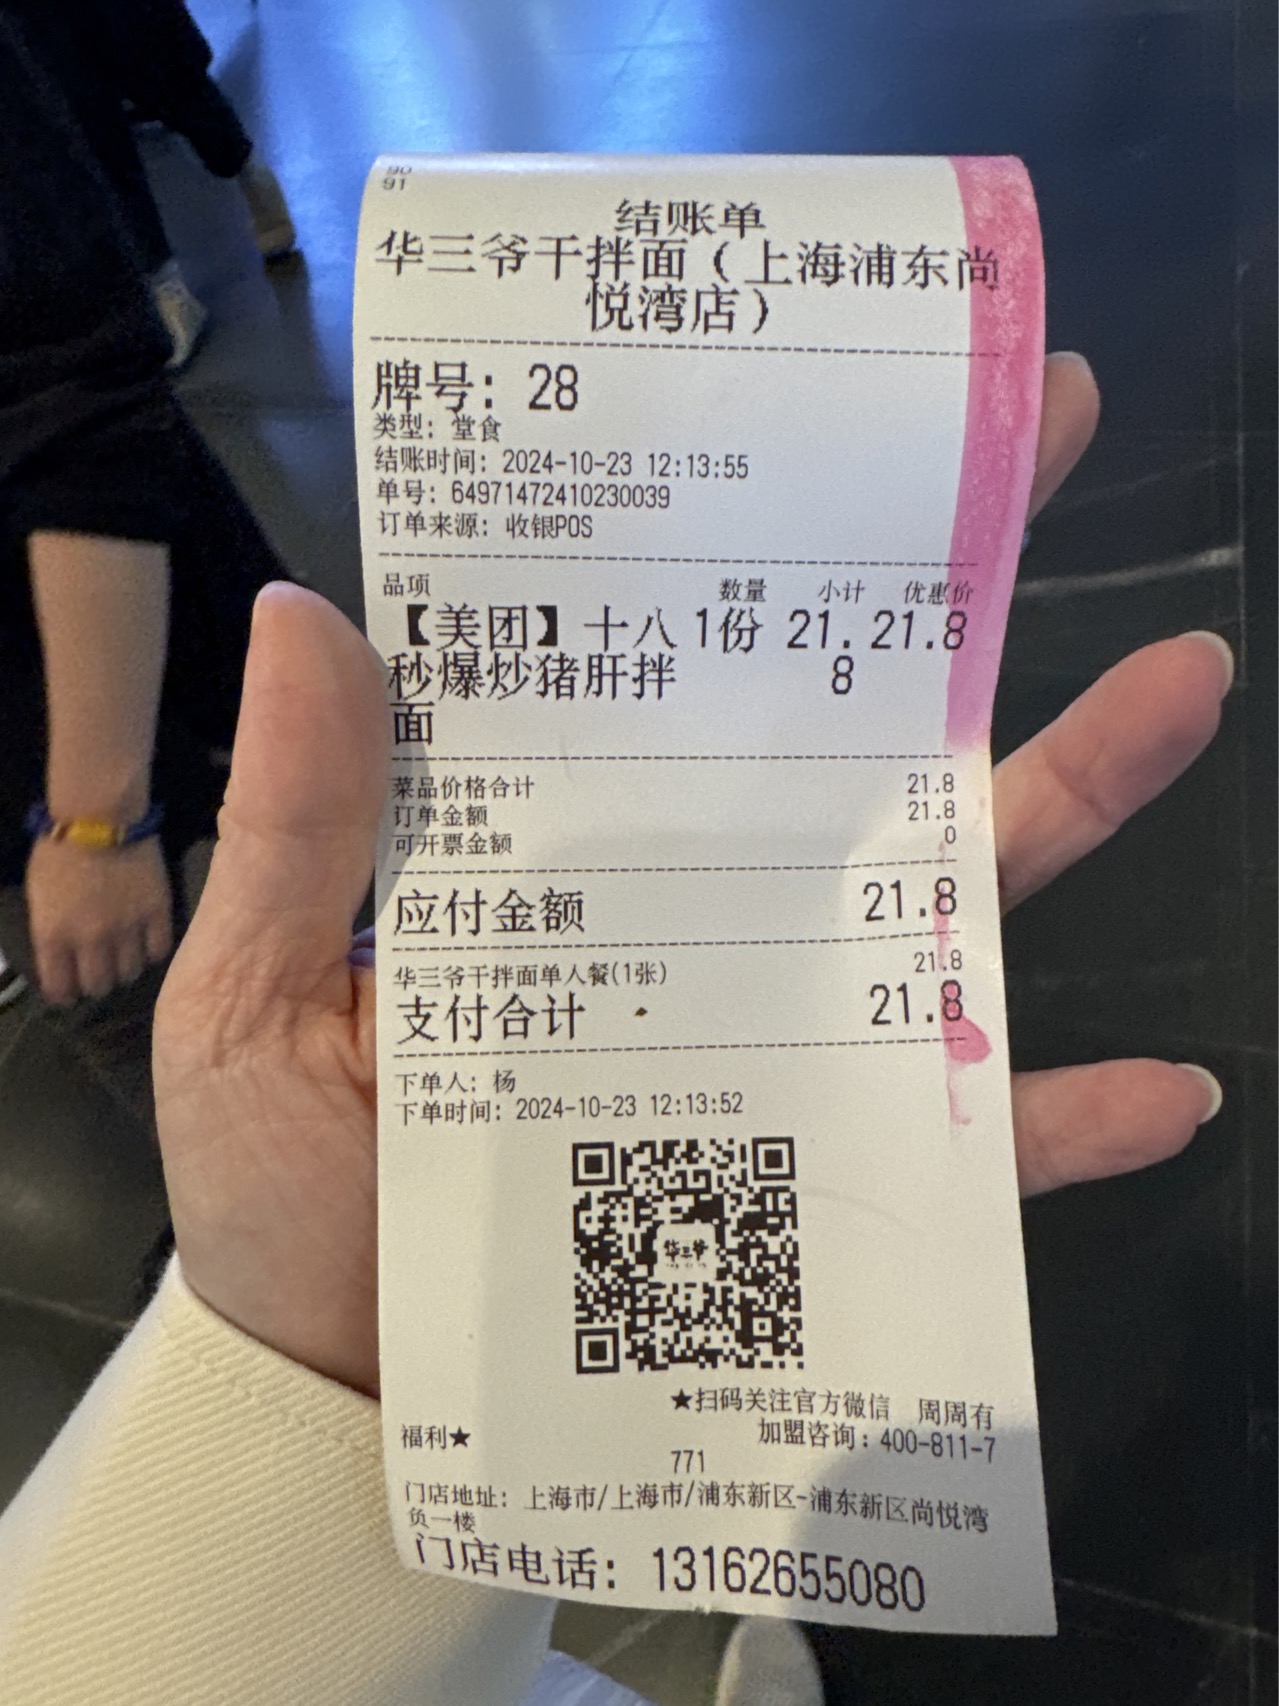 90
91
结账单
华三爷干拌面（上海浦东尚
悦湾店）
牌号：28
类型：堂食
结账时间：2024-10-23 12:13:55
单号：64971472410230039
订单来源：收银POS
品项 数量 小计 优惠价
【美团】十八 1份 21. 21.8
秒爆炒猪肝拌 8
面
菜品价格合计 21.8
订单金额 21.8
可开票金额 0
应付金额 21.8
华三爷干拌面单人餐(1张) 21.8
支付合计 21.8
下单人：杨
下单时间：2024-10-23 12:13:52
华三爷
★扫码关注官方微信 周周有
福利★ 加盟咨询：400-811-7
771
门店地址：上海市/上海市/浦东新区-浦东新区尚悦湾
负一楼
门店电话：13162655080